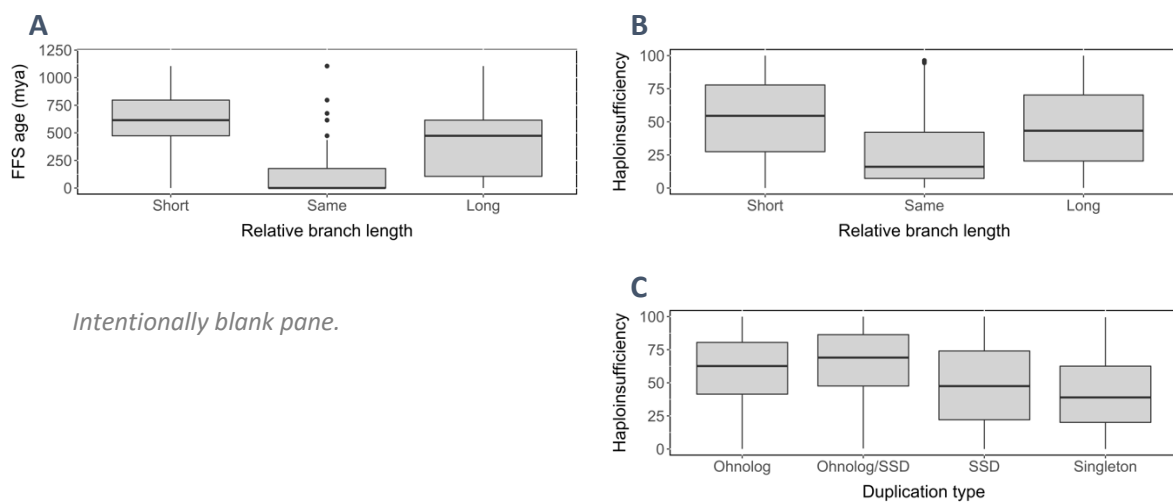 A
FFS age (mya)
1250
1000
750
500
250
0
Short Same Long
Relative branch length
B
Haploinsufficiency
100
75
50
25
0
Short Same Long
Relative branch length
Intentionally blank pane.
C
Haploinsufficiency
100
75
50
25
0
Ohnolog Ohnolog/SSD SSD Singleton
Duplication type